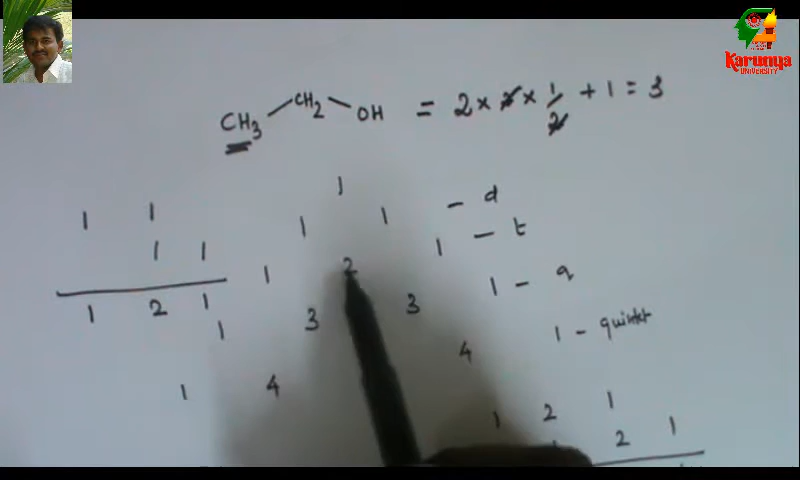 Karunya
UNIVERSITY
CH3 CH2 OH = 2 × 2 × 1/2 + 1 = 3
1
1 1 1 1 - d
1 1 1 2 1 - t
1 2 1 1 3 3 1 - q
1 4 4 1 - quintet
1 2 1
2 1